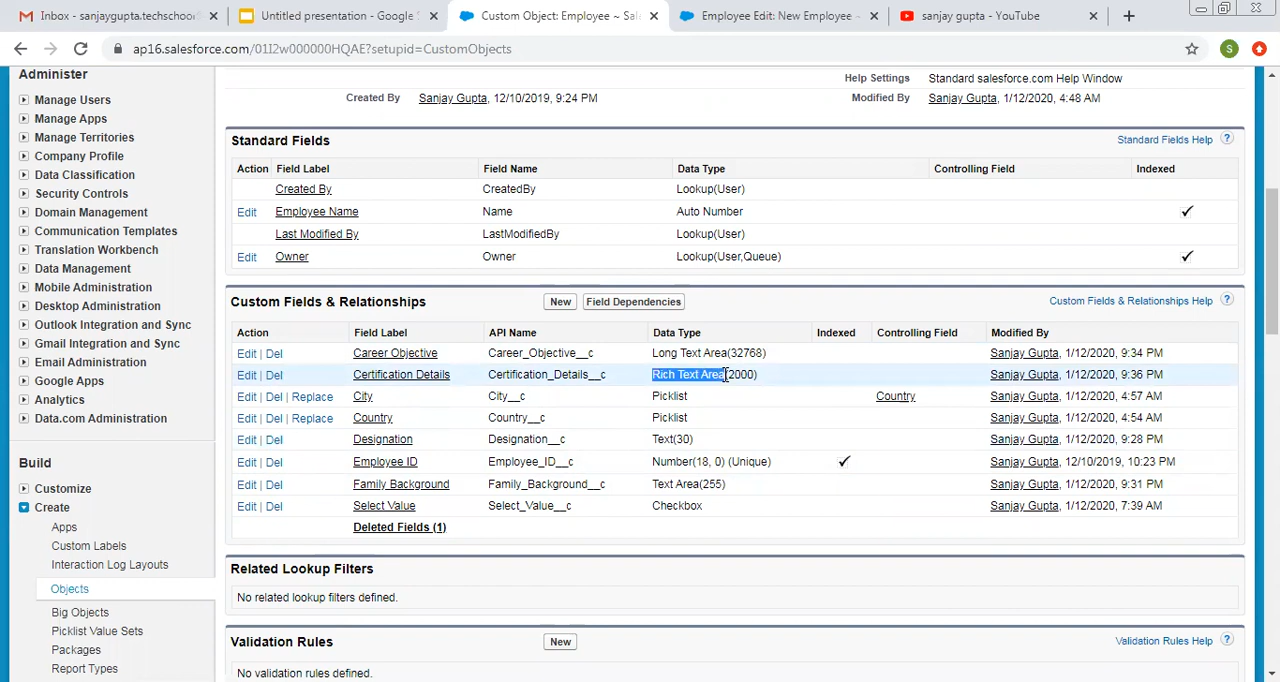 Inbox - sanjaygupta.techschool
Untitled presentation - Google
Custom Object: Employee ~ Sal
Employee Edit: New Employee ~
sanjay gupta - YouTube
ap16.salesforce.com/01I2w000000HQAE?setupid=CustomObjects
S
Administer
Manage Users
Manage Apps
Manage Territories
Company Profile
Data Classification
Security Controls
Domain Management
Communication Templates
Translation Workbench
Data Management
Mobile Administration
Desktop Administration
Outlook Integration and Sync
Gmail Integration and Sync
Email Administration
Google Apps
Analytics
Data.com Administration
Build
Customize
Create
Apps
Custom Labels
Interaction Log Layouts
Objects
Big Objects
Picklist Value Sets
Packages
Report Types
Help Settings Standard salesforce.com Help Window
Created By Sanjay Gupta, 12/10/2019, 9:24 PM Modified By Sanjay Gupta, 1/12/2020, 4:48 AM
Standard Fields Standard Fields Help ?
Action Field Label Field Name Data Type Controlling Field Indexed
Created By CreatedBy Lookup(User)
Edit Employee Name Name Auto Number ✓
Last Modified By LastModifiedBy Lookup(User)
Edit Owner Owner Lookup(User,Queue) ✓
Custom Fields & Relationships New Field Dependencies Custom Fields & Relationships Help ?
Action Field Label API Name Data Type Indexed Controlling Field Modified By
Edit | Del Career Objective Career_Objective__c Long Text Area(32768) Sanjay Gupta, 1/12/2020, 9:34 PM
Edit | Del Certification Details Certification_Details__c Rich Text Area(2000) Sanjay Gupta, 1/12/2020, 9:36 PM
Edit | Del | Replace City City__c Picklist Country Sanjay Gupta, 1/12/2020, 4:57 AM
Edit | Del | Replace Country Country__c Picklist Sanjay Gupta, 1/12/2020, 4:54 AM
Edit | Del Designation Designation__c Text(30) Sanjay Gupta, 1/12/2020, 9:28 PM
Edit | Del Employee ID Employee_ID__c Number(18, 0) (Unique) ✓ Sanjay Gupta, 12/10/2019, 10:23 PM
Edit | Del Family Background Family_Background__c Text Area(255) Sanjay Gupta, 1/12/2020, 9:31 PM
Edit | Del Select Value Select_Value__c Checkbox Sanjay Gupta, 1/12/2020, 7:39 AM
Deleted Fields (1)
Related Lookup Filters
No related lookup filters defined.
Validation Rules New Validation Rules Help ?
No validation rules defined.